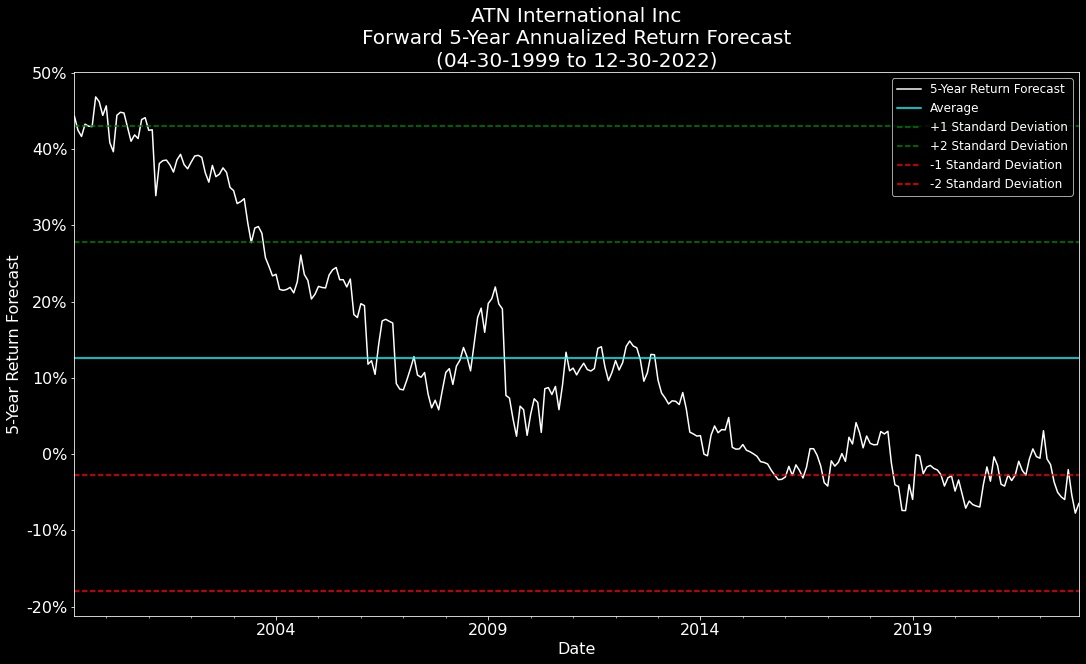 ATN International Inc
Forward 5-Year Annualized Return Forecast
(04-30-1999 to 12-30-2022)
50%
40%
30%
20%
10%
0%
-10%
-20%
5-Year Return Forecast
5-Year Return Forecast
Average
+1 Standard Deviation
+2 Standard Deviation
-1 Standard Deviation
-2 Standard Deviation
2004
2009
2014
2019
Date